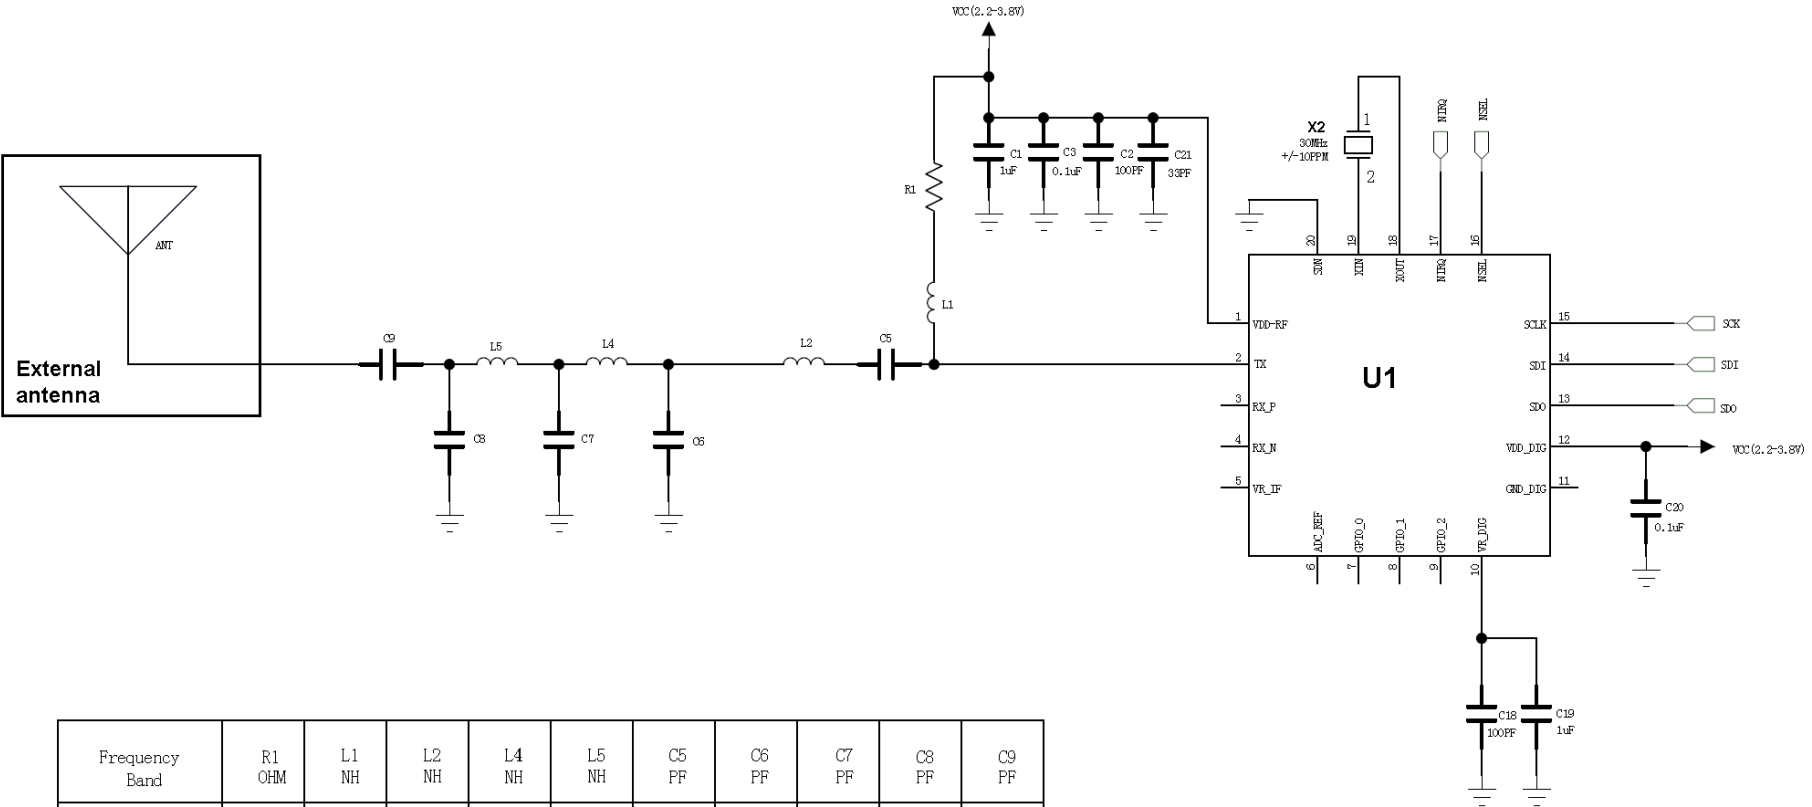 VCC(2.2-3.8V)
R1
C1
1uF
C3
0.1uF
C2
100PF
C21
33PF
L1
X2
30MHz
+/-10PPM
1
2
NIRQ
NSEL
ANT
External
antenna
C9
L5
L4
L2
C5
C8
C7
C6
20
19
18
17
16
SDN
XIN
XOUT
NIRQ
NSEL
1
VDD-RF
2
TX
3
RX_P
4
RX_N
5
VR_IF
U1
SCLK
15
SCK
SDI
14
SDI
SDO
13
SDO
VDD_DIG
12
VCC(2.2-3.8V)
GND_DIG
11
C20
0.1uF
ADC_REF
GPIO_0
GPIO_1
GPIO_2
VR_DIG
6
7
8
9
10
C18
100PF
C19
1uF
Frequency
Band
R1
OHM
L1
NH
L2
NH
L4
NH
L5
NH
C5
PF
C6
PF
C7
PF
C8
PF
C9
PF